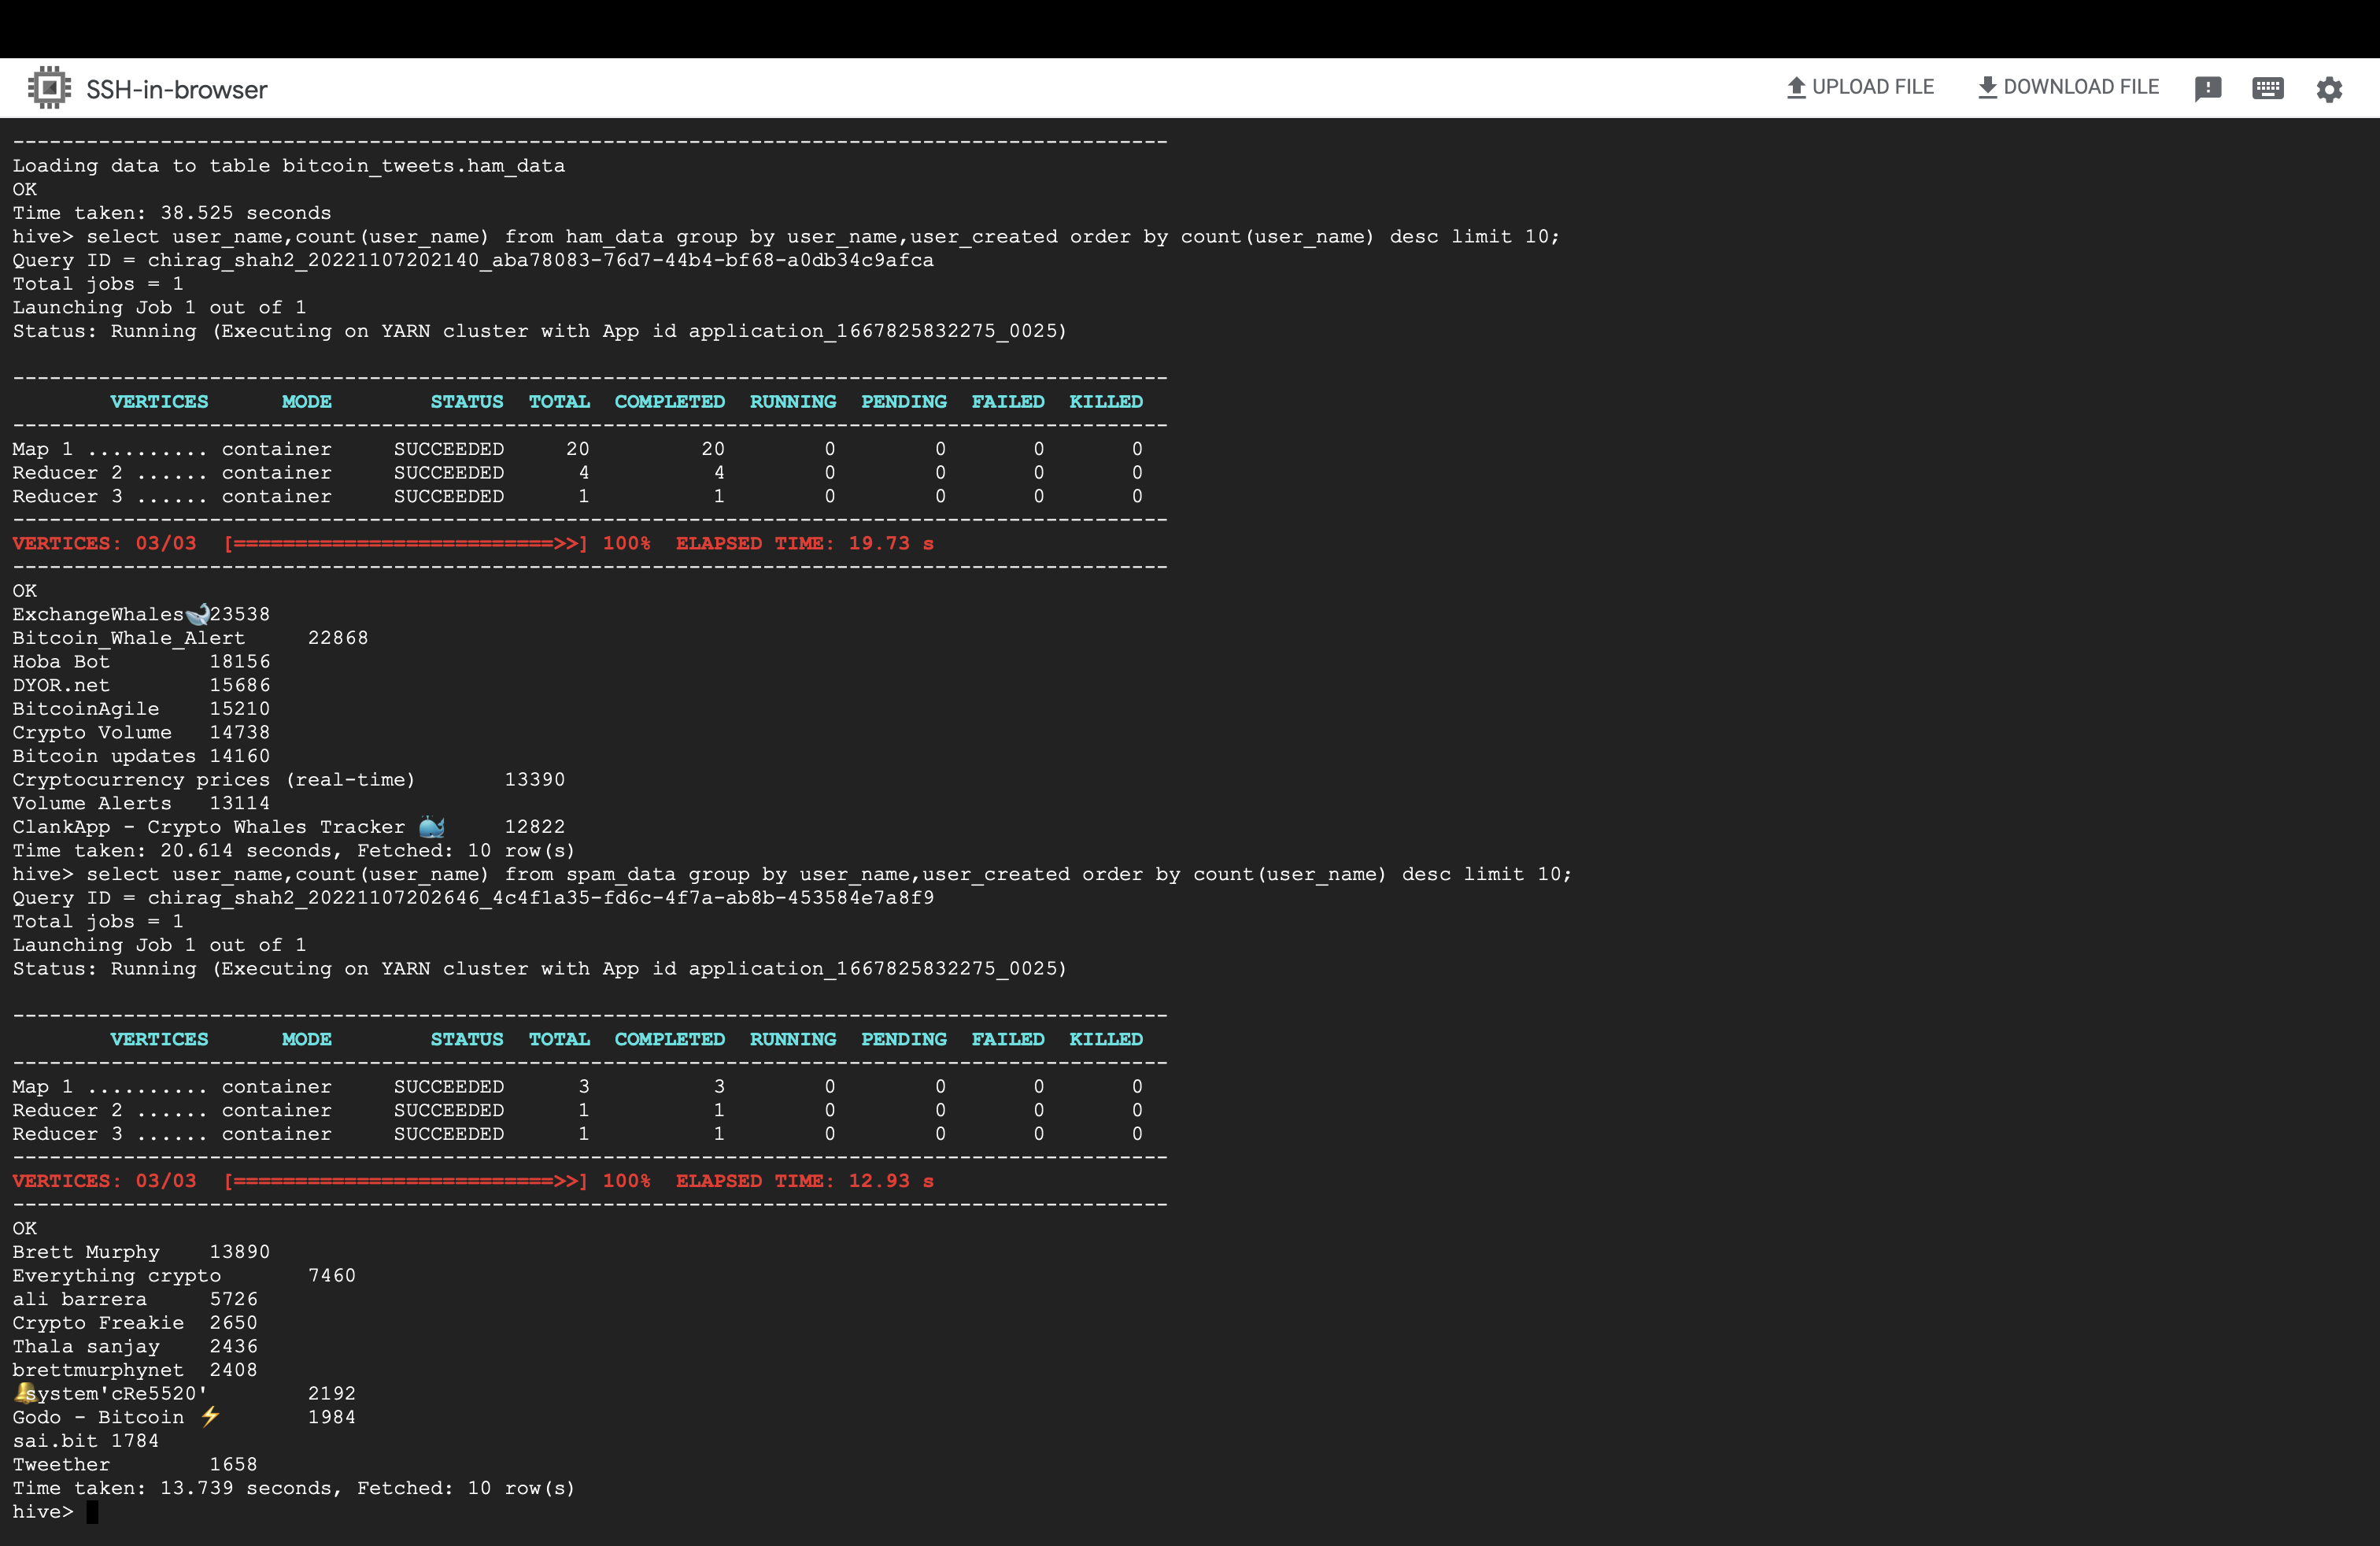 SSH-in-browser UPLOAD FILE DOWNLOAD FILE
----------------------------------------------------------------------------------------------
Loading data to table bitcoin_tweets.ham_data
OK
Time taken: 38.525 seconds
hive> select user_name,count(user_name) from ham_data group by user_name,user_created order by count(user_name) desc limit 10;
Query ID = chirag_shah2_20221107202140_aba78083-76d7-44b4-bf68-a0db34c9afca
Total jobs = 1
Launching Job 1 out of 1
Status: Running (Executing on YARN cluster with App id application_1667825832275_0025)
----------------------------------------------------------------------------------------------
VERTICES MODE STATUS TOTAL COMPLETED RUNNING PENDING FAILED KILLED
----------------------------------------------------------------------------------------------
Map 1 .......... container SUCCEEDED 20 20 0 0 0 0
Reducer 2 ...... container SUCCEEDED 4 4 0 0 0 0
Reducer 3 ...... container SUCCEEDED 1 1 0 0 0 0
----------------------------------------------------------------------------------------------
VERTICES: 03/03 [==========================>>] 100% ELAPSED TIME: 19.73 s
----------------------------------------------------------------------------------------------
OK
ExchangeWhales🐋23538
Bitcoin_Whale_Alert 22868
Hoba Bot 18156
DYOR.net 15686
BitcoinAgile 15210
Crypto Volume 14738
Bitcoin updates 14160
Cryptocurrency prices (real-time) 13390
Volume Alerts 13114
ClankApp - Crypto Whales Tracker 🐳 12822
Time taken: 20.614 seconds, Fetched: 10 row(s)
hive> select user_name,count(user_name) from spam_data group by user_name,user_created order by count(user_name) desc limit 10;
Query ID = chirag_shah2_20221107202646_4c4f1a35-fd6c-4f7a-ab8b-453584e7a8f9
Total jobs = 1
Launching Job 1 out of 1
Status: Running (Executing on YARN cluster with App id application_1667825832275_0025)
----------------------------------------------------------------------------------------------
VERTICES MODE STATUS TOTAL COMPLETED RUNNING PENDING FAILED KILLED
----------------------------------------------------------------------------------------------
Map 1 .......... container SUCCEEDED 3 3 0 0 0 0
Reducer 2 ...... container SUCCEEDED 1 1 0 0 0 0
Reducer 3 ...... container SUCCEEDED 1 1 0 0 0 0
----------------------------------------------------------------------------------------------
VERTICES: 03/03 [==========================>>] 100% ELAPSED TIME: 12.93 s
----------------------------------------------------------------------------------------------
OK
Brett Murphy 13890
Everything crypto 7460
ali barrera 5726
Crypto Freakie 2650
Thala sanjay 2436
brettmurphynet 2408
🔔system'cRe5520' 2192
Godo - Bitcoin ⚡ 1984
sai.bit 1784
Tweether 1658
Time taken: 13.739 seconds, Fetched: 10 row(s)
hive>